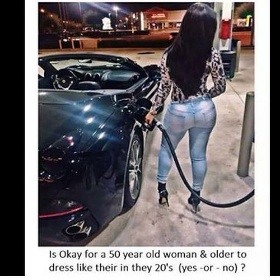 Is Okay for a 50 year old woman & older to
dress like their in they 20's (yes -or - no) ?